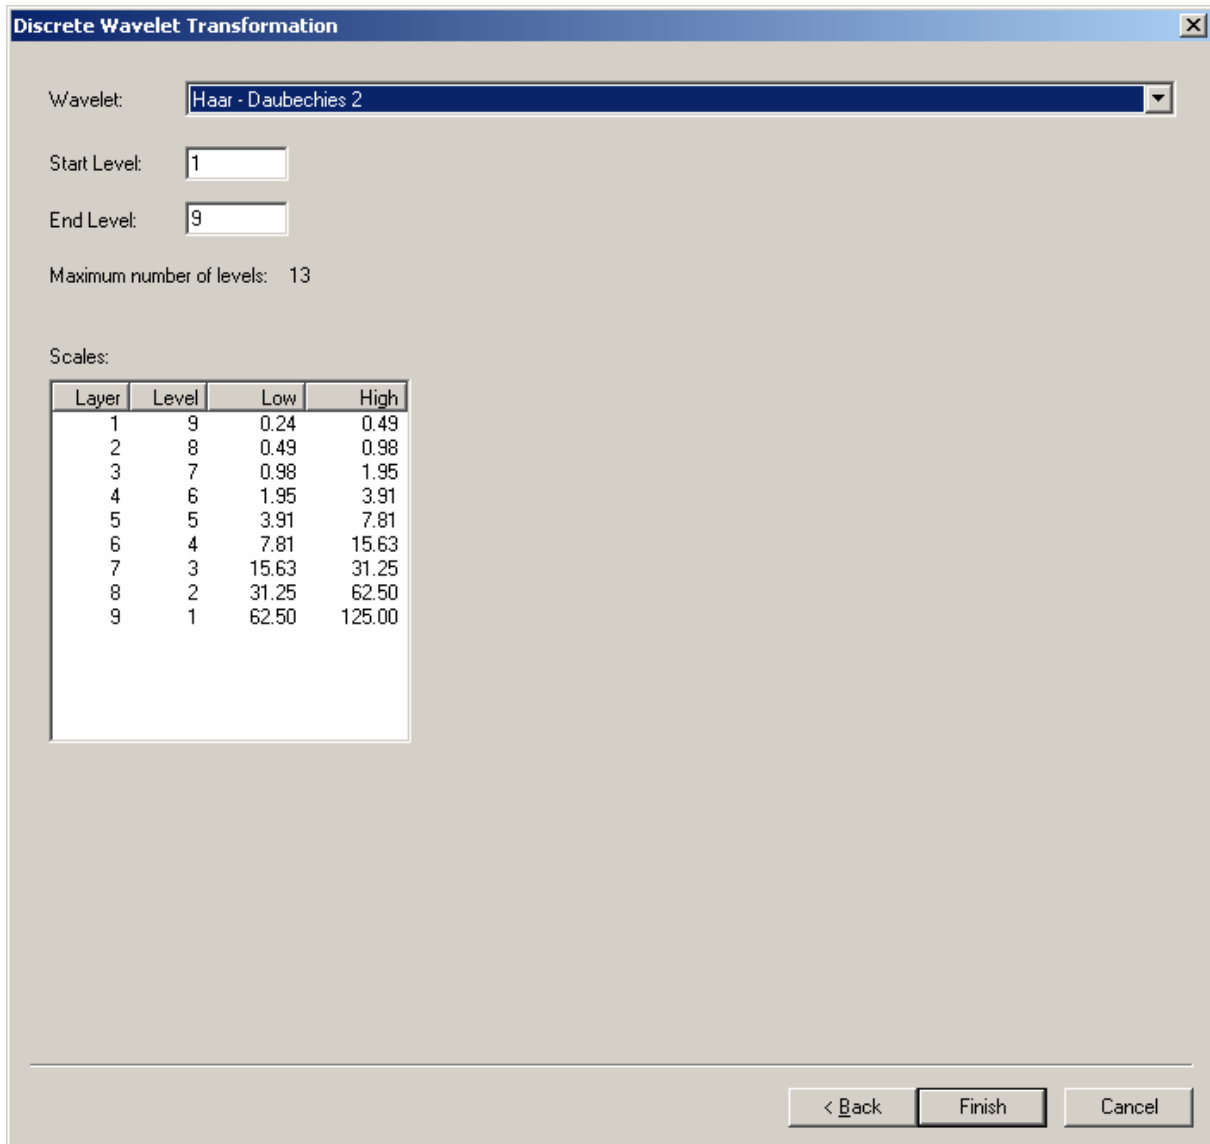 Discrete Wavelet Transformation
Wavelet: Haar - Daubechies 2
Start Level: 1
End Level: 9
Maximum number of levels: 13
Scales:
Layer Level Low High
1 9 0.24 0.49
2 8 0.49 0.98
3 7 0.98 1.95
4 6 1.95 3.91
5 5 3.91 7.81
6 4 7.81 15.63
7 3 15.63 31.25
8 2 31.25 62.50
9 1 62.50 125.00
< Back Finish Cancel